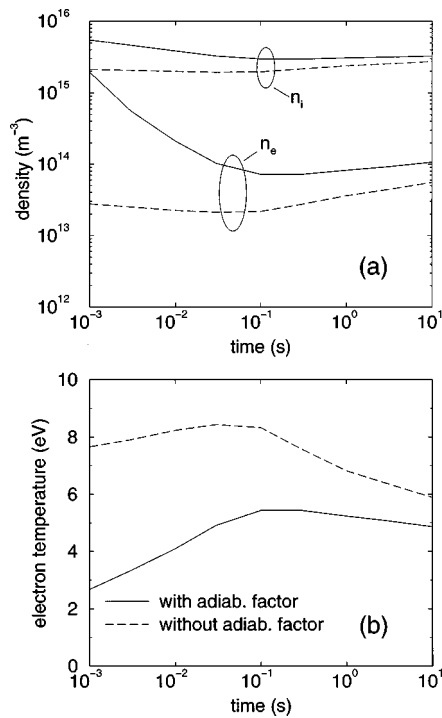 10^16
10^15
10^14
10^13
10^12
density (m^-3)
n_i
n_e
(a)
10^-3 10^-2 10^-1 10^0 10^1
time (s)
10
8
6
4
2
0
electron temperature (eV)
with adiab. factor
without adiab. factor
(b)
10^-3 10^-2 10^-1 10^0 10^1
time (s)